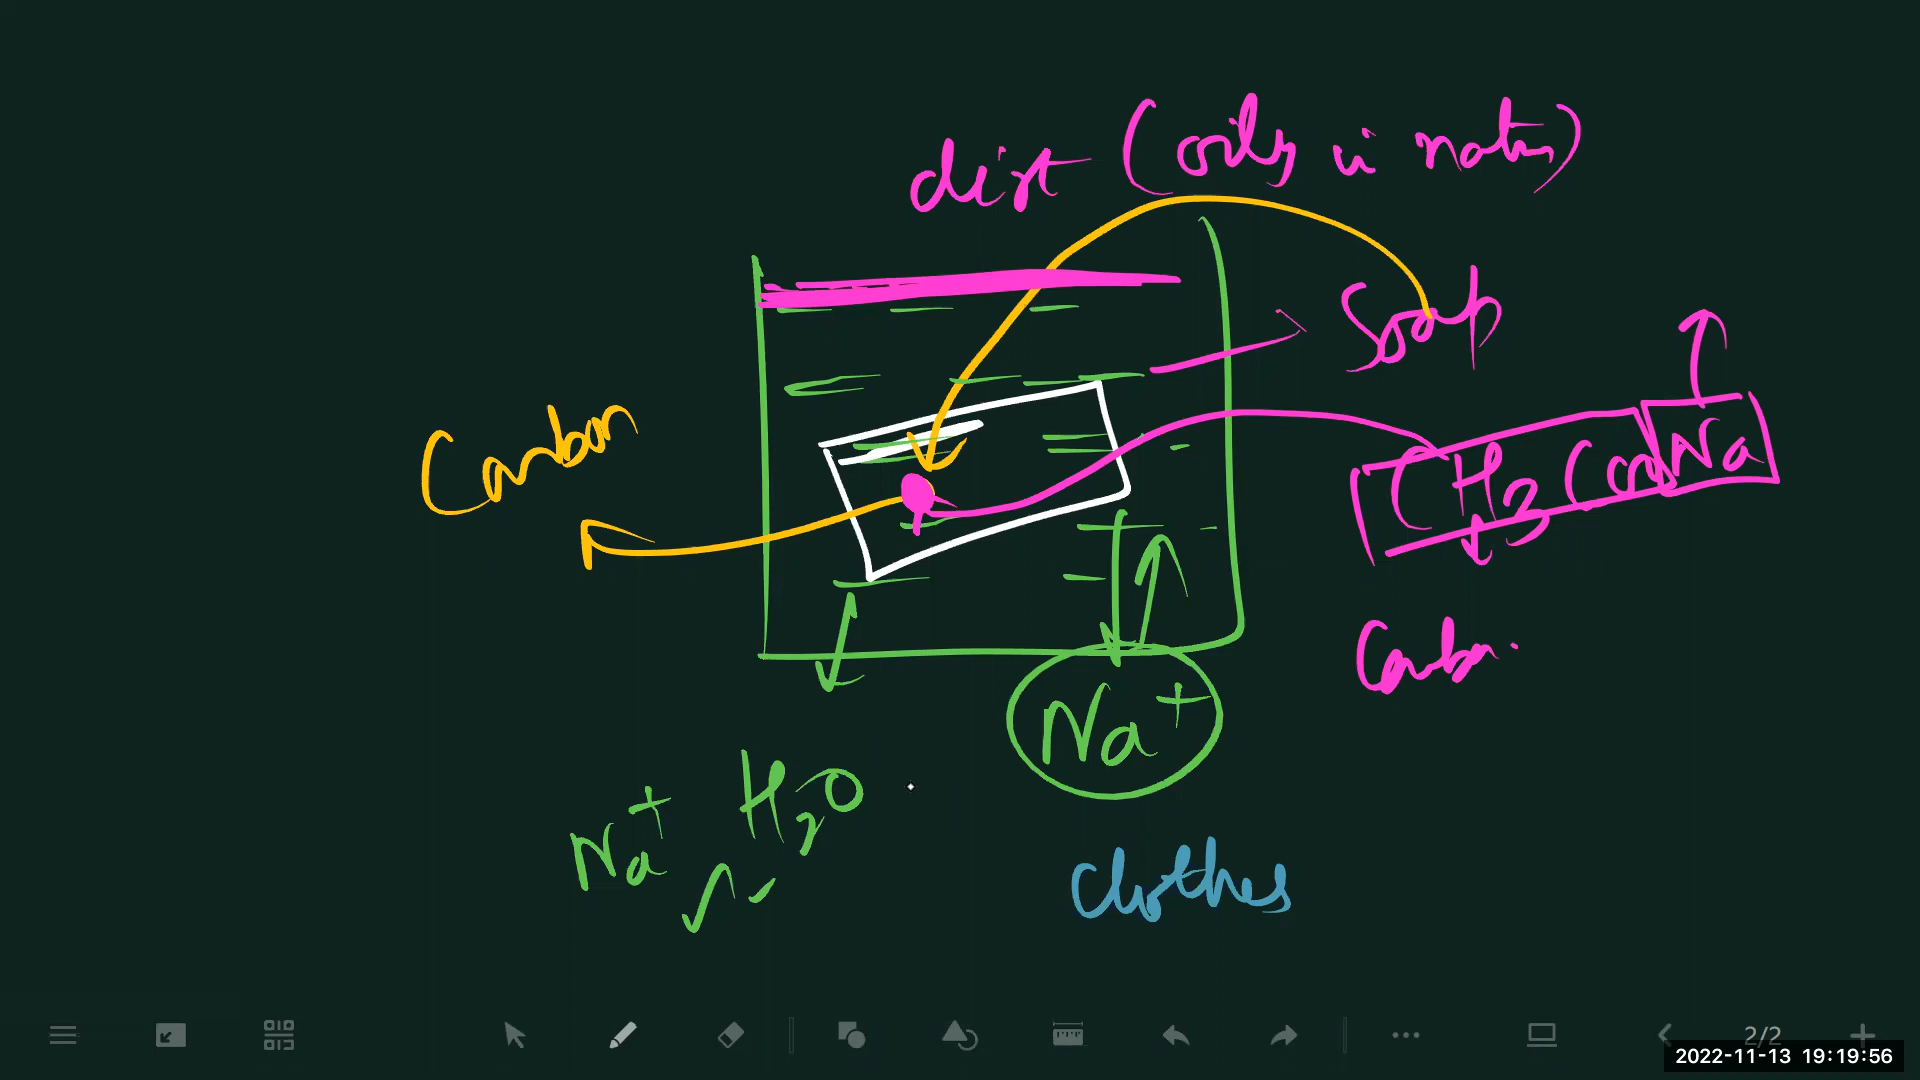 dirt (oily in nature)
Soap
Carbon
CH3COONa
Carbon
Na+
Na+ H2O
Clothes
2/2
2022-11-13 19:19:56